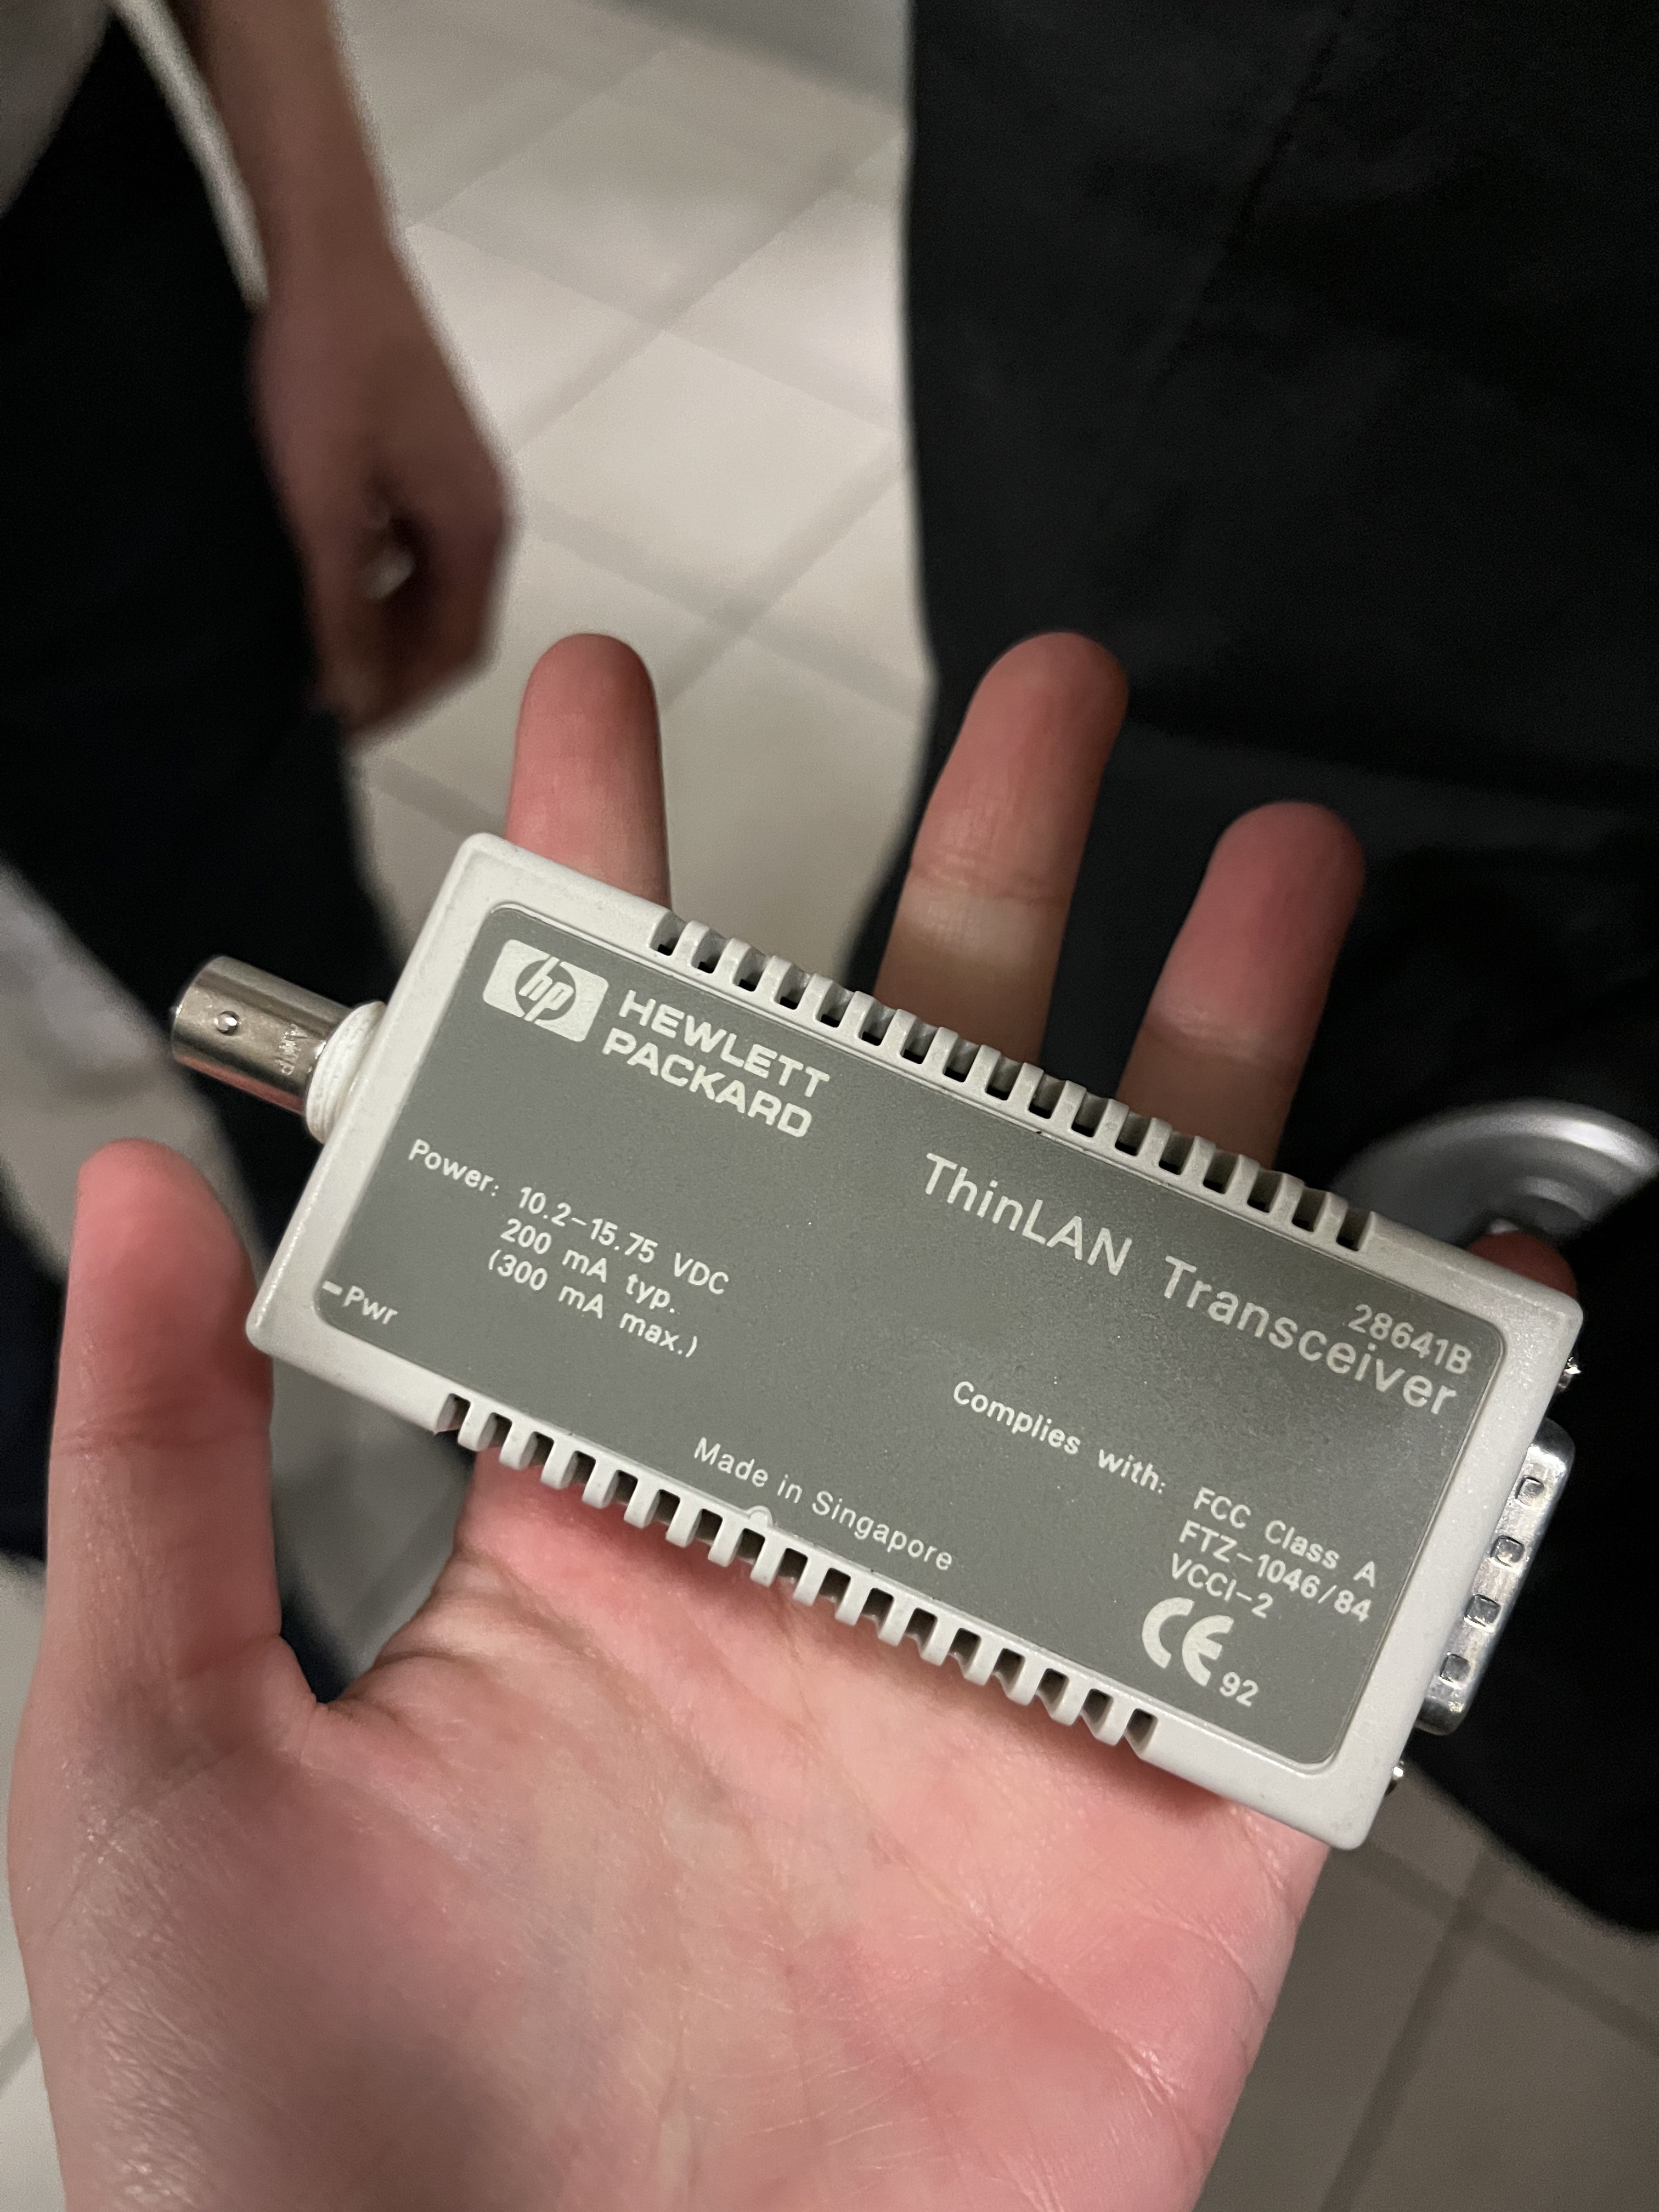 hp
HEWLETT
PACKARD
28641B
ThinLAN Transceiver
Power: 10.2-15.75 VDC
200 mA typ.
(300 mA max.)
Pwr
Complies with: FCC Class A
FTZ-1046/84
VCCI-2
CE 92
Made in Singapore
AMP